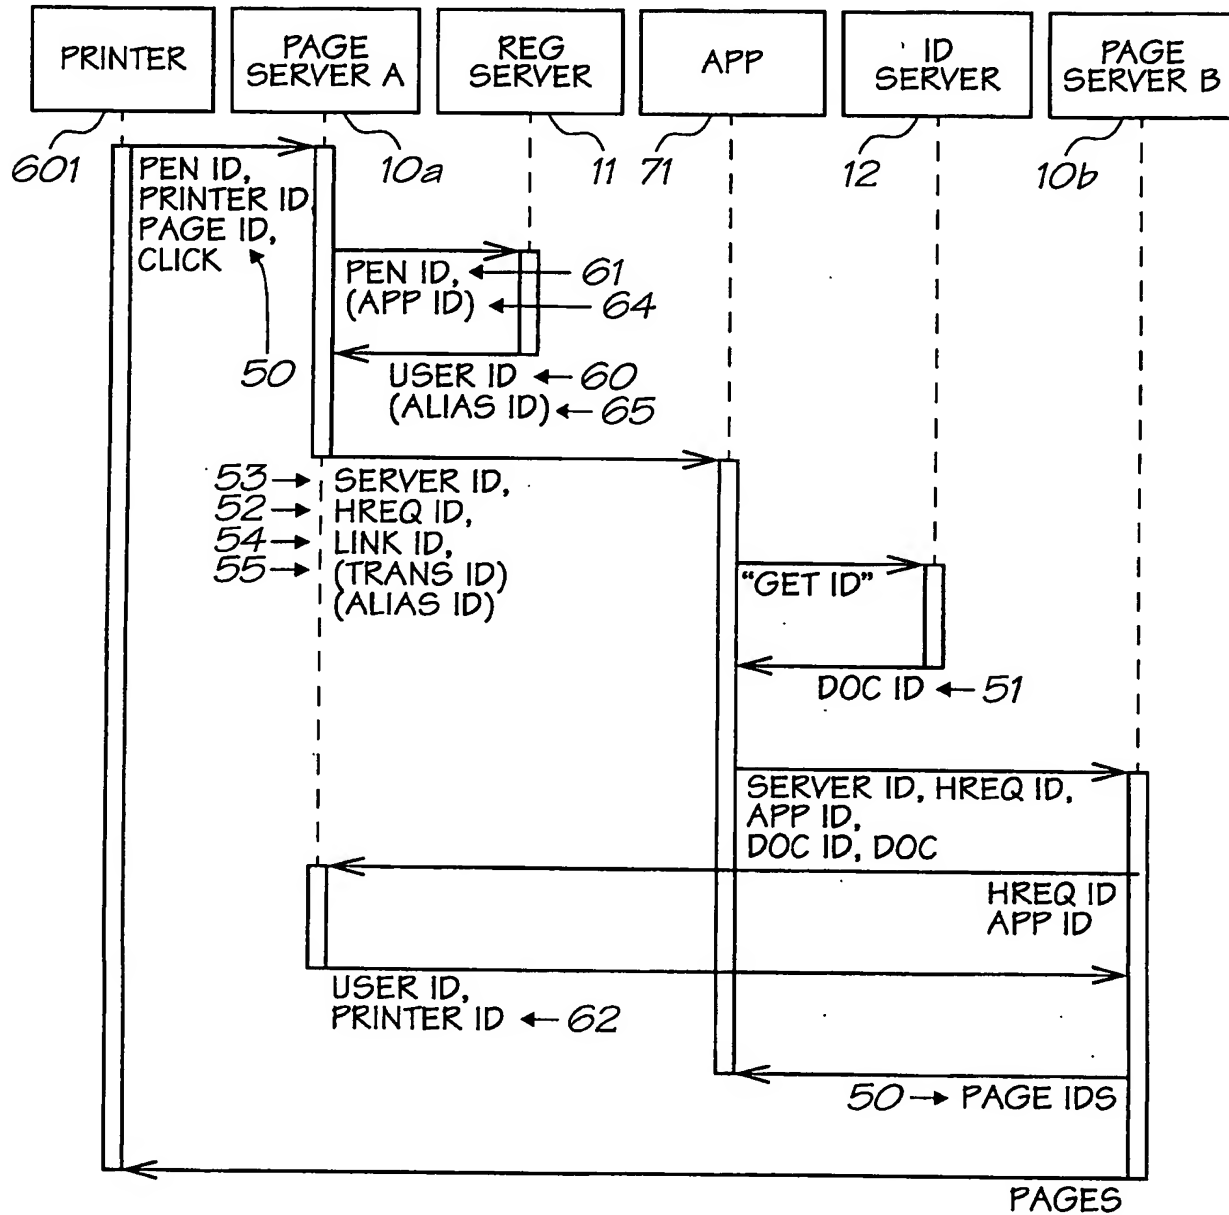 PRINTER
PAGE
SERVER A
REG
SERVER
APP
ID
SERVER
PAGE
SERVER B
601
10a
11
71
12
10b
PEN ID,
PRINTER ID,
PAGE ID,
CLICK
50
PEN ID, 61
(APP ID) 64
USER ID 60
(ALIAS ID) 65
53 SERVER ID,
52 HREQ ID,
54 LINK ID,
55 (TRANS ID)
(ALIAS ID)
"GET ID"
DOC ID 51
SERVER ID, HREQ ID,
APP ID,
DOC ID, DOC
HREQ ID
APP ID
USER ID,
PRINTER ID 62
50 PAGE IDS
PAGES